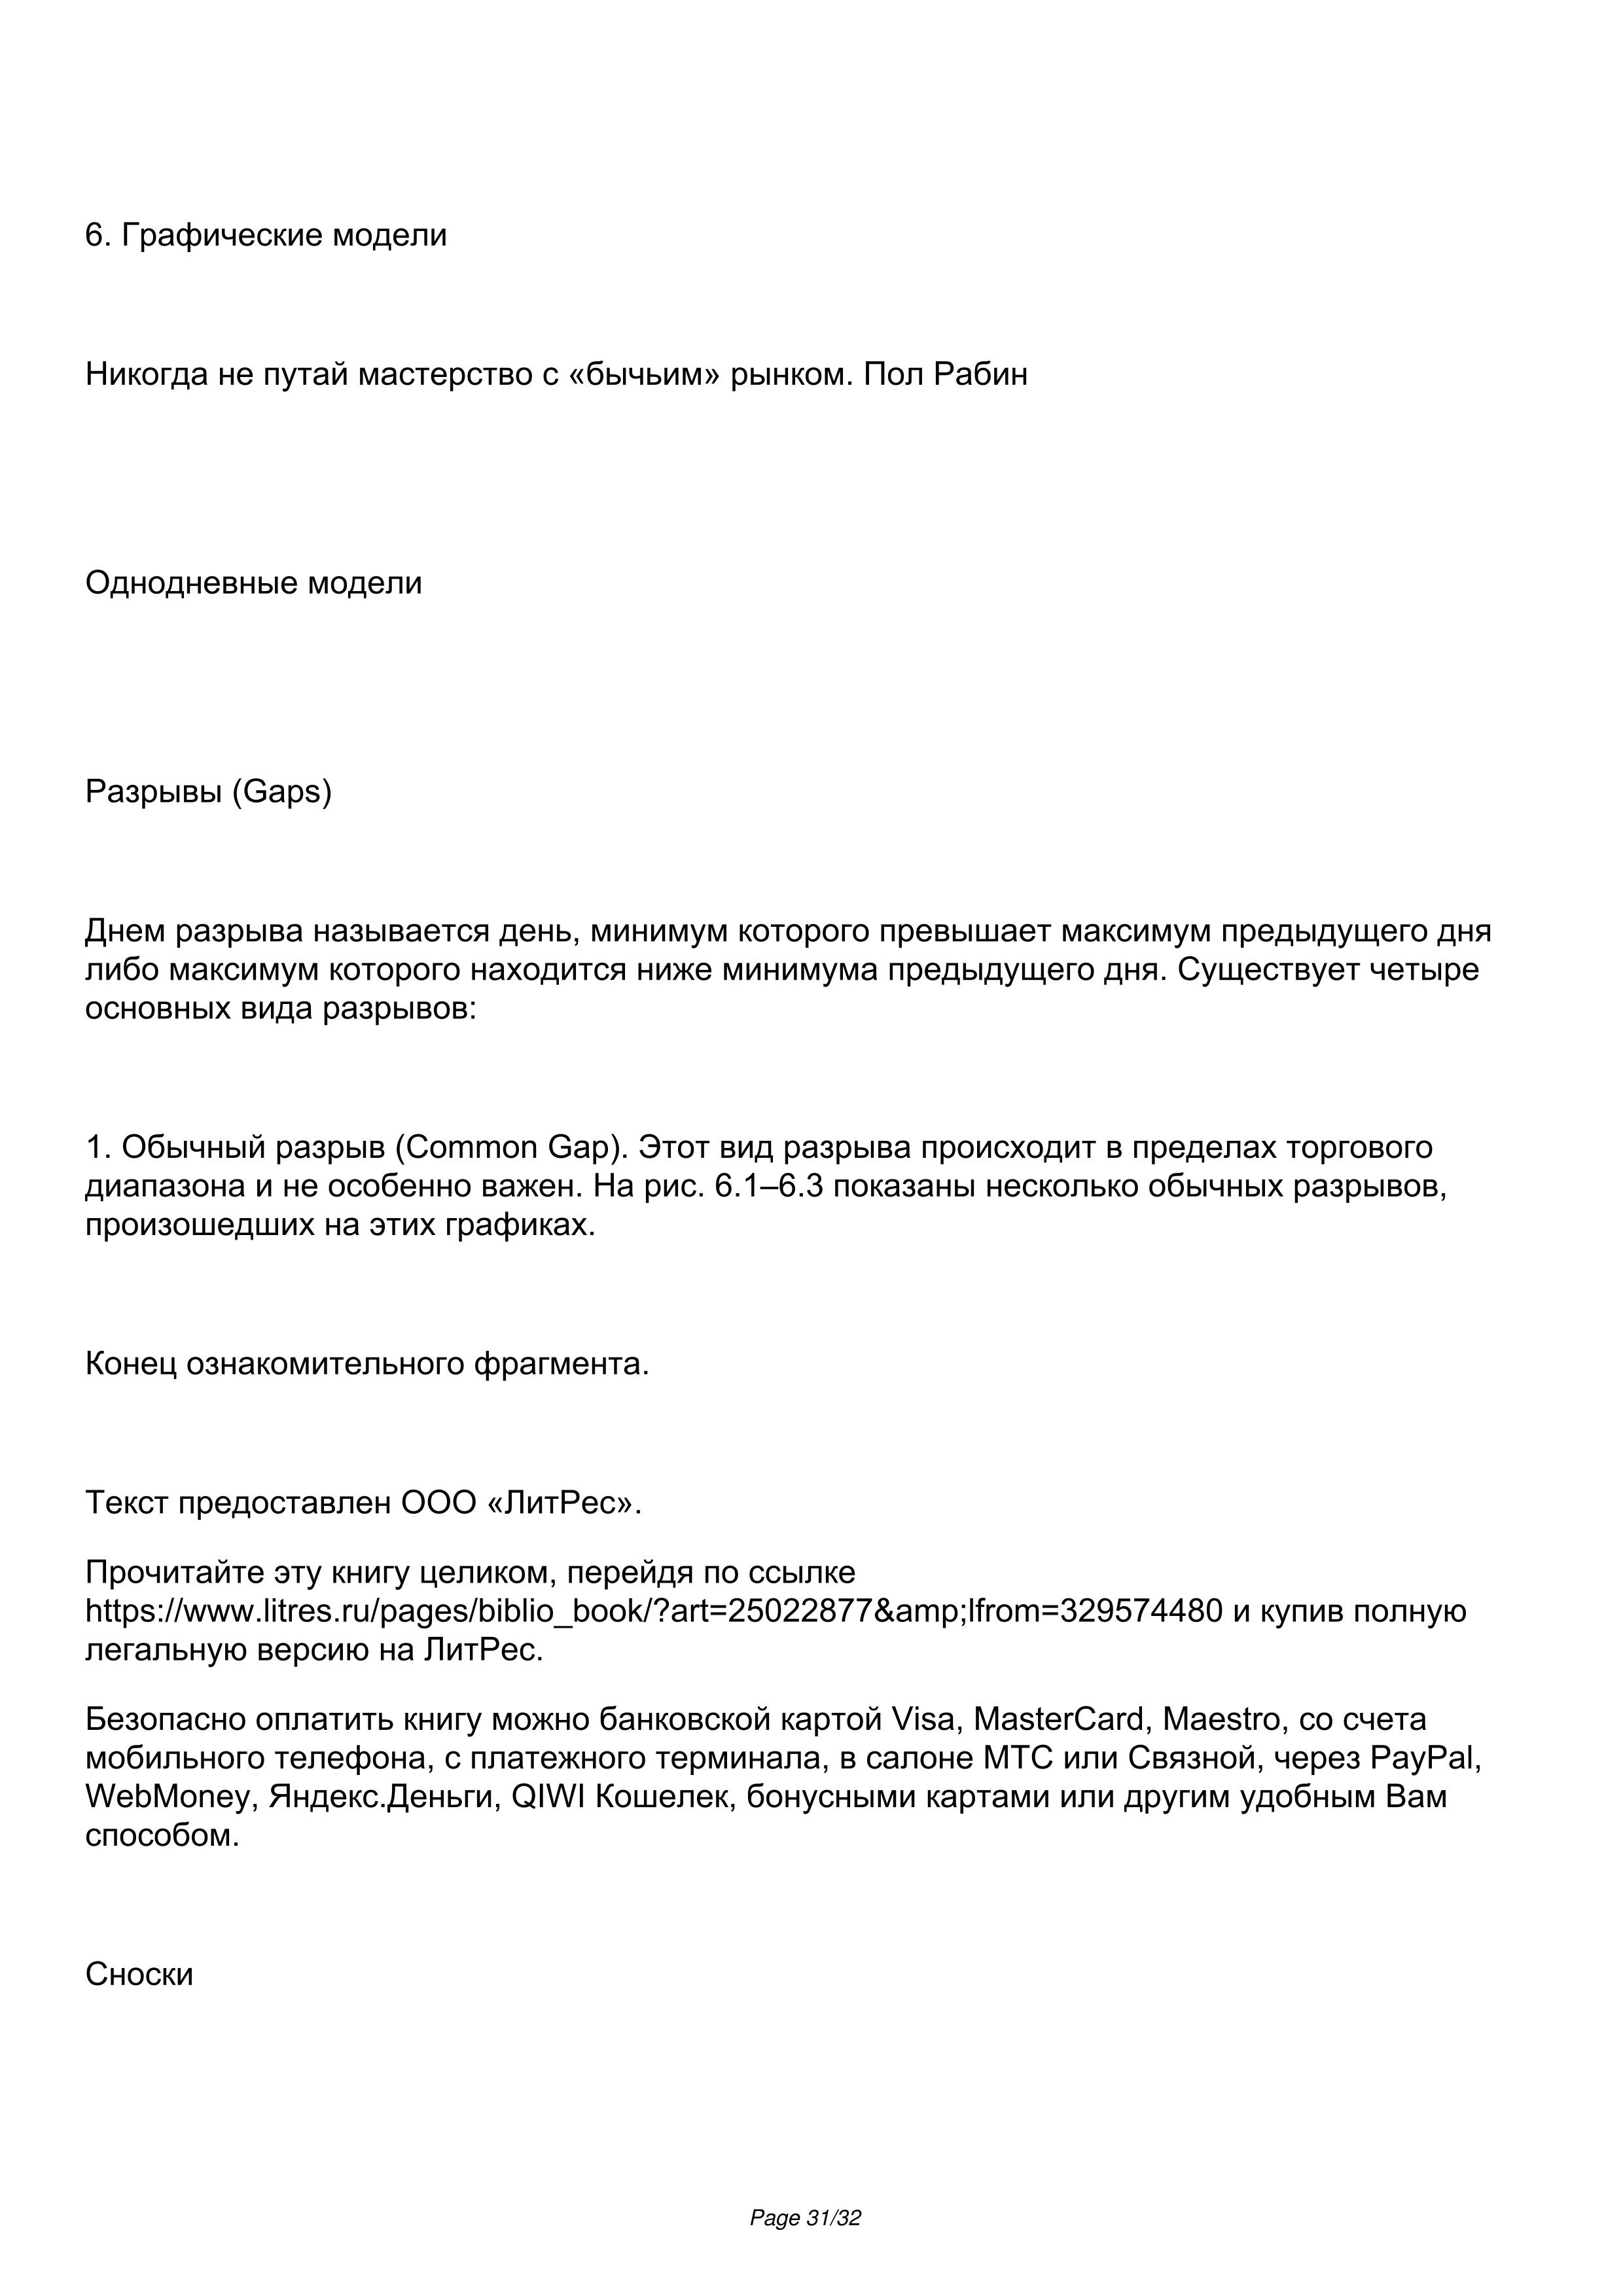 6. Графические модели
Никогда не путай мастерство с «бычьим» рынком. Пол Рабин
Однодневные модели
Разрывы (Gaps)
Днем разрыва называется день, минимум которого превышает максимум предыдущего дня
либо максимум которого находится ниже минимума предыдущего дня. Существует четыре
основных вида разрывов:
1. Обычный разрыв (Common Gap). Этот вид разрыва происходит в пределах торгового
диапазона и не особенно важен. На рис. 6.1–6.3 показаны несколько обычных разрывов,
произошедших на этих графиках.
Конец ознакомительного фрагмента.
Текст предоставлен ООО «ЛитРес».
Прочитайте эту книгу целиком, перейдя по ссылке
https://www.litres.ru/pages/biblio_book/?art=25022877&amp;lfrom=329574480 и купив полную
легальную версию на ЛитРес.
Безопасно оплатить книгу можно банковской картой Visa, MasterCard, Maestro, со счета
мобильного телефона, с платежного терминала, в салоне МТС или Связной, через PayPal,
WebMoney, Яндекс.Деньги, QIWI Кошелек, бонусными картами или другим удобным Вам
способом.
Сноски
Page 31/32